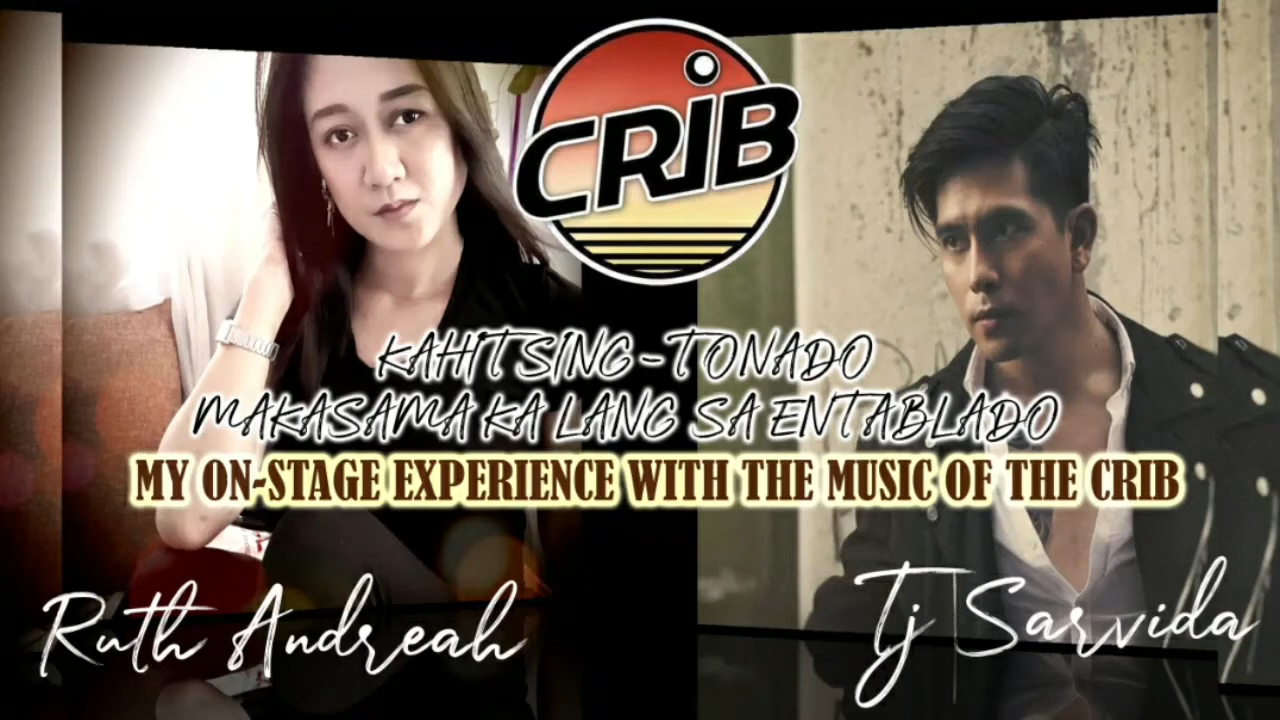 CRIB
KAHIT SING-TONADO
MAKASAMA KA LANG SA ENTABLADO
MY ON-STAGE EXPERIENCE WITH THE MUSIC OF THE CRIB
Ruth Andreah
Tj Sarvida